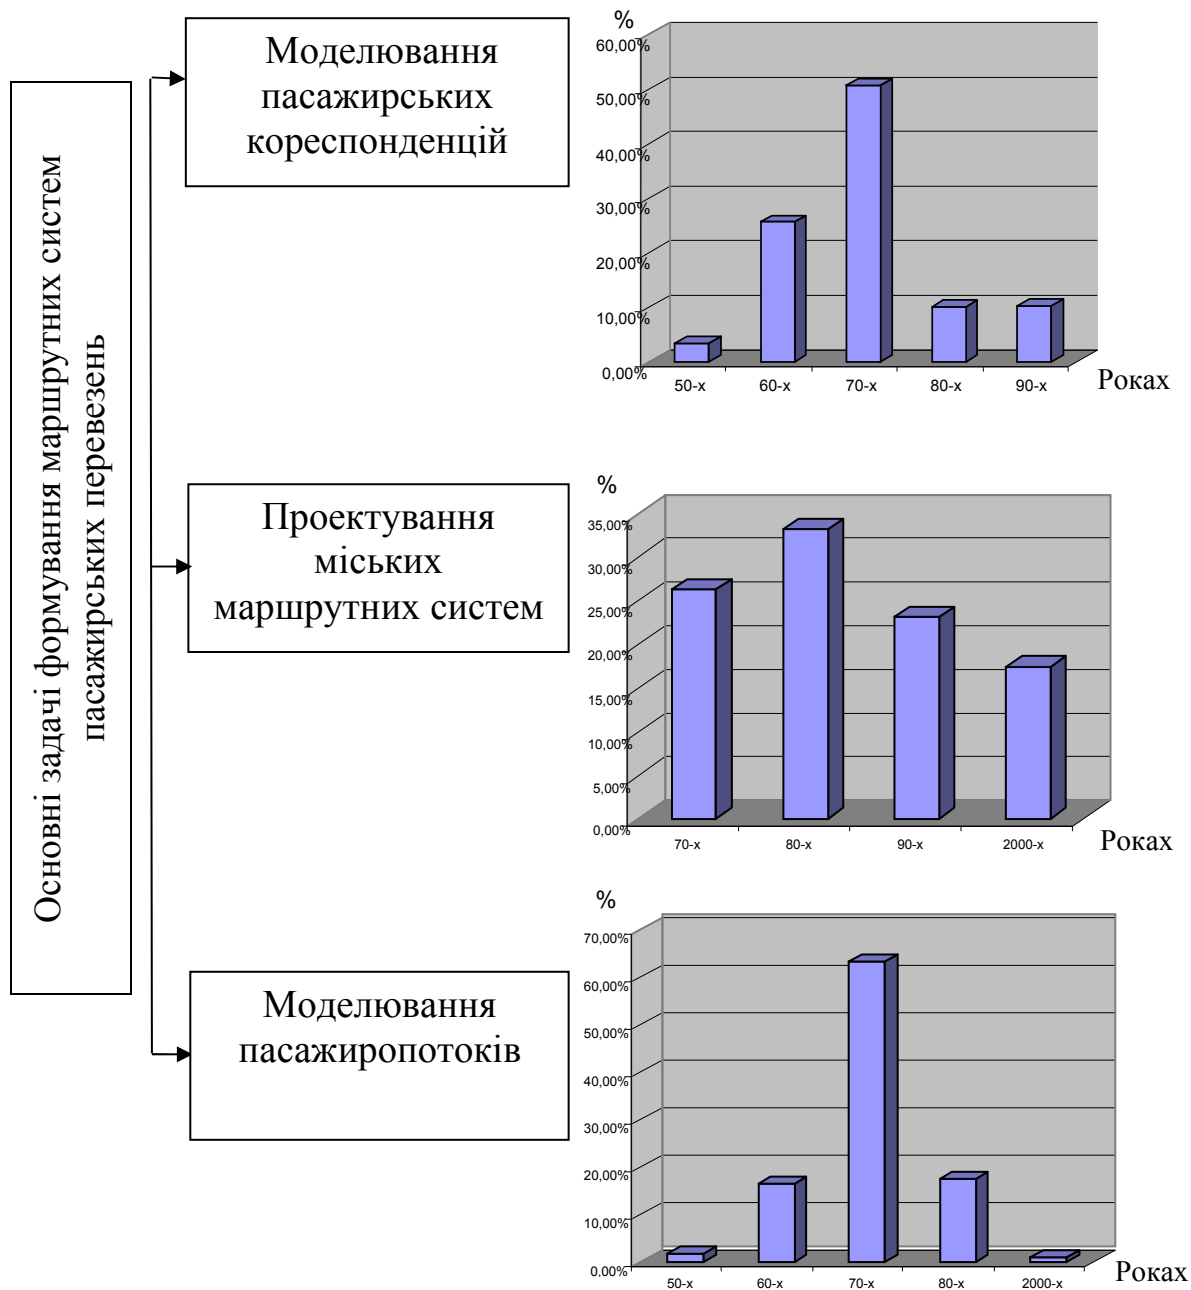 Основні задачі формування маршрутних систем
пасажирських перевезень
Моделювання
пасажирських
кореспонденцій
%
60,00%
50,00%
40,00%
30,00%
20,00%
10,00%
0,00%
50-х
60-х
70-х
80-х
90-х
Роках
Проектування
міських
маршрутних систем
%
35,00%
30,00%
25,00%
20,00%
15,00%
10,00%
5,00%
0,00%
70-х
80-х
90-х
2000-х
Роках
Моделювання
пасажиропотоків
%
70,00%
60,00%
50,00%
40,00%
30,00%
20,00%
10,00%
0,00%
50-х
60-х
70-х
80-х
2000-х
Роках